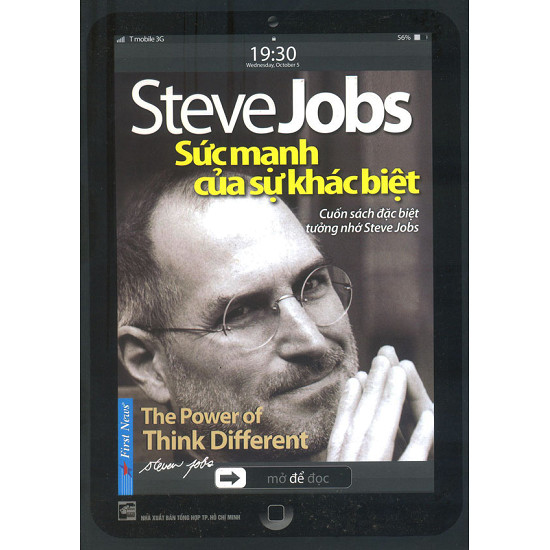 T mobile 3G 56%
19:30
Wednesday, October 5
Steve Jobs
Sức mạnh
của sự khác biệt
Cuốn sách đặc biệt
tưởng nhớ Steve Jobs
First News
The Power of
Think Different
steven jobs
mở để đọc
NHÀ XUẤT BẢN TỔNG HỢP TP. HỒ CHÍ MINH